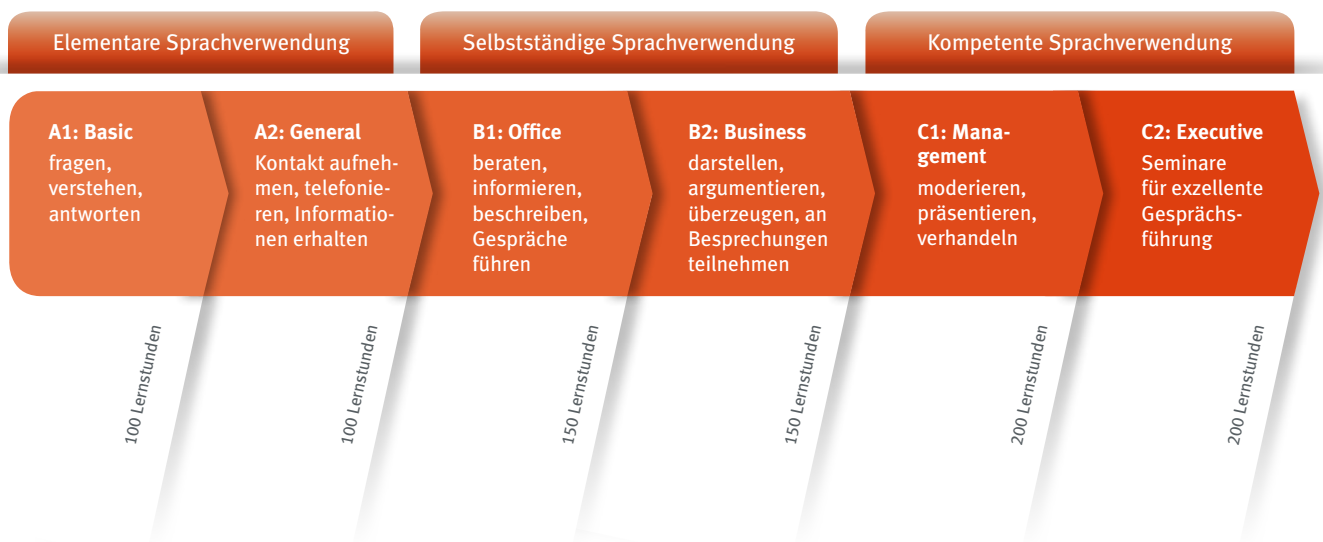 Elementare Sprachverwendung
Selbstständige Sprachverwendung
Kompetente Sprachverwendung
A1: Basic
fragen,
verstehen,
antworten
A2: General
Kontakt aufneh-
men, telefonie-
ren, Informatio-
nen erhalten
B1: Office
beraten,
informieren,
beschreiben,
Gespräche
führen
B2: Business
darstellen,
argumentieren,
überzeugen, an
Besprechungen
teilnehmen
C1: Mana-
gement
moderieren,
präsentieren,
verhandeln
C2: Executive
Seminare
für exzellente
Gesprächs-
führung
100 Lernstunden
100 Lernstunden
150 Lernstunden
150 Lernstunden
200 Lernstunden
200 Lernstunden